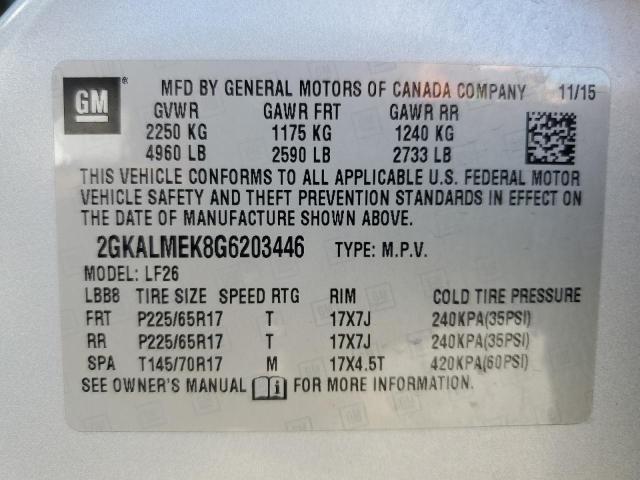 GM ® MFD BY GENERAL MOTORS OF CANADA COMPANY 11/15
GVWR GAWR FRT GAWR RR
2250 KG 1175 KG 1240 KG
4960 LB 2590 LB 2733 LB
THIS VEHICLE CONFORMS TO ALL APPLICABLE U.S. FEDERAL MOTOR
VEHICLE SAFETY AND THEFT PREVENTION STANDARDS IN EFFECT ON
THE DATE OF MANUFACTURE SHOWN ABOVE.
2GKALMEK8G6203446 TYPE: M.P.V.
MODEL: LF26
LBB8 TIRE SIZE SPEED RTG RIM COLD TIRE PRESSURE
FRT P225/65R17 T 17X7J 240KPA(35PSI)
RR P225/65R17 T 17X7J 240KPA(35PSI)
SPA T145/70R17 M 17X4.5T 420KPA(60PSI)
SEE OWNER'S MANUAL FOR MORE INFORMATION.